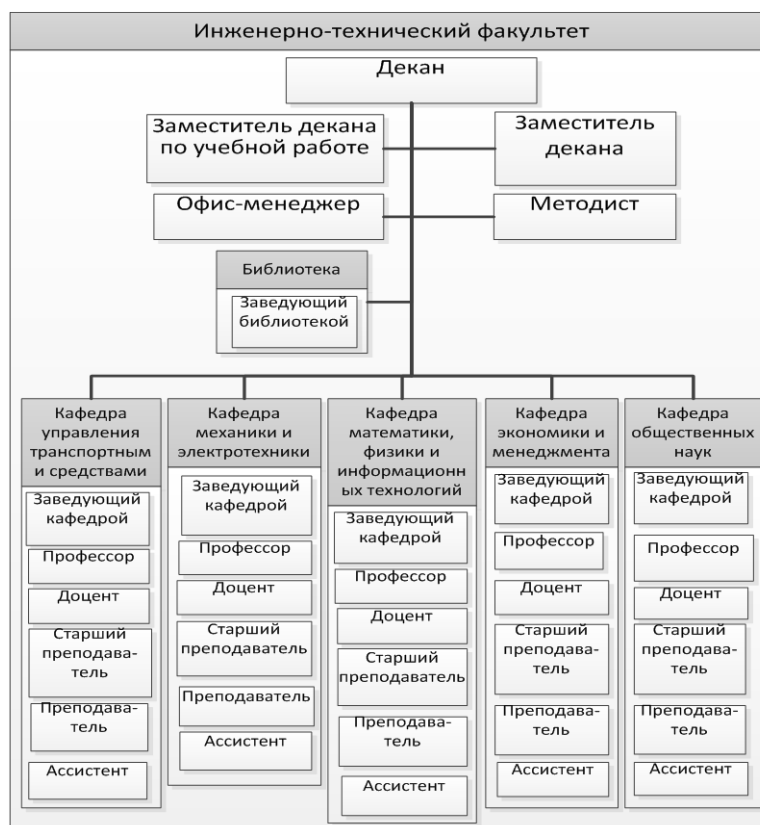 Инженерно-технический факультет
Декан
Заместитель декана
по учебной работе
Заместитель
декана
Офис-менеджер
Методист
Библиотека
Заведующий
библиотекой
Кафедра
управления
транспортным
и средствами
Заведующий
кафедрой
Профессор
Доцент
Старший
преподава-
тель
Преподава-
тель
Ассистент
Кафедра
механики и
электротехники
Заведующий
кафедрой
Профессор
Доцент
Старший
преподаватель
Преподаватель
Ассистент
Кафедра
математики,
физики и
информационн
ых технологий
Заведующий
кафедрой
Профессор
Доцент
Старший
преподаватель
Преподава-
тель
Ассистент
Кафедра
экономики и
менеджмента
Заведующий
кафедрой
Профессор
Доцент
Старший
преподава-
тель
Преподава-
тель
Ассистент
Кафедра
общественных
наук
Заведующий
кафедрой
Профессор
Доцент
Старший
преподава-
тель
Преподава-
тель
Ассистент